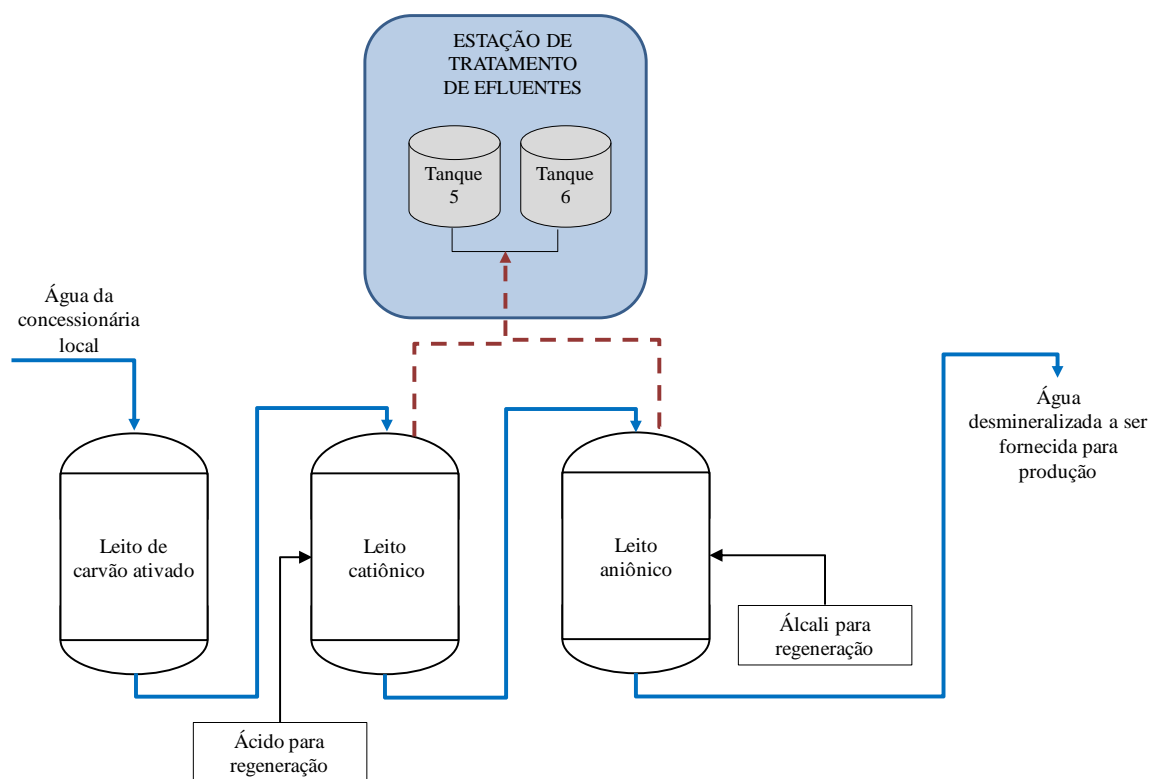 ESTAÇÃO DE
TRATAMENTO
DE EFLUENTES
Tanque
5
Tanque
6
Água da
concessionária
local
Água
desmineralizada a ser
fornecida para
produção
Leito de
carvão ativado
Leito
catiônico
Leito
aniônico
Álcali para
regeneração
Ácido para
regeneração